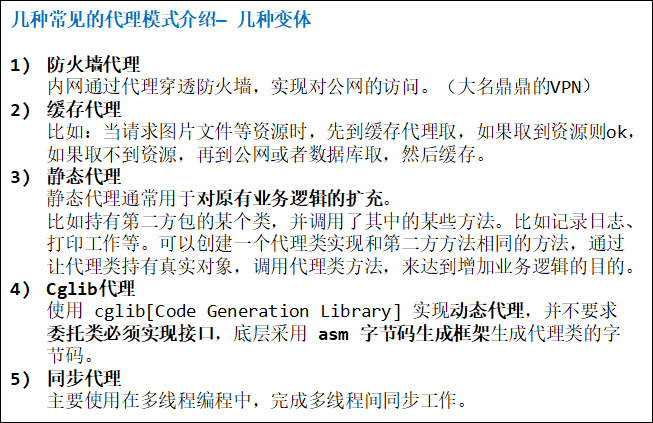 几种常见的代理模式介绍— 几种变体
1) 防火墙代理
内网通过代理穿透防火墙，实现对公网的访问。（大名鼎鼎的VPN）
2) 缓存代理
比如：当请求图片文件等资源时，先到缓存代理取，如果取到资源则ok，
如果取不到资源，再到公网或者数据库取，然后缓存。
3) 静态代理
静态代理通常用于对原有业务逻辑的扩充。
比如持有第二方包的某个类，并调用了其中的某些方法。比如记录日志、
打印工作等。可以创建一个代理类实现和第二方方法相同的方法，通过
让代理类持有真实对象，调用代理类方法，来达到增加业务逻辑的目的。
4) Cglib代理
使用 cglib[Code Generation Library] 实现动态代理，并不要求
委托类必须实现接口，底层采用 asm 字节码生成框架生成代理类的字
节码。
5) 同步代理
主要使用在多线程编程中，完成多线程间同步工作。